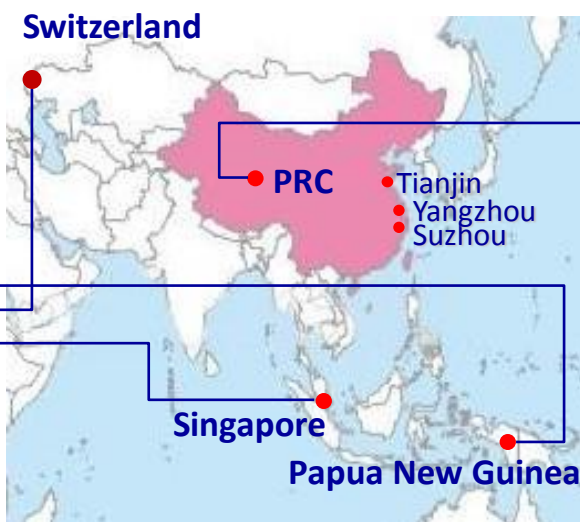 Switzerland
PRC
Tianjin
Yangzhou
Suzhou
Singapore
Papua New Guinea